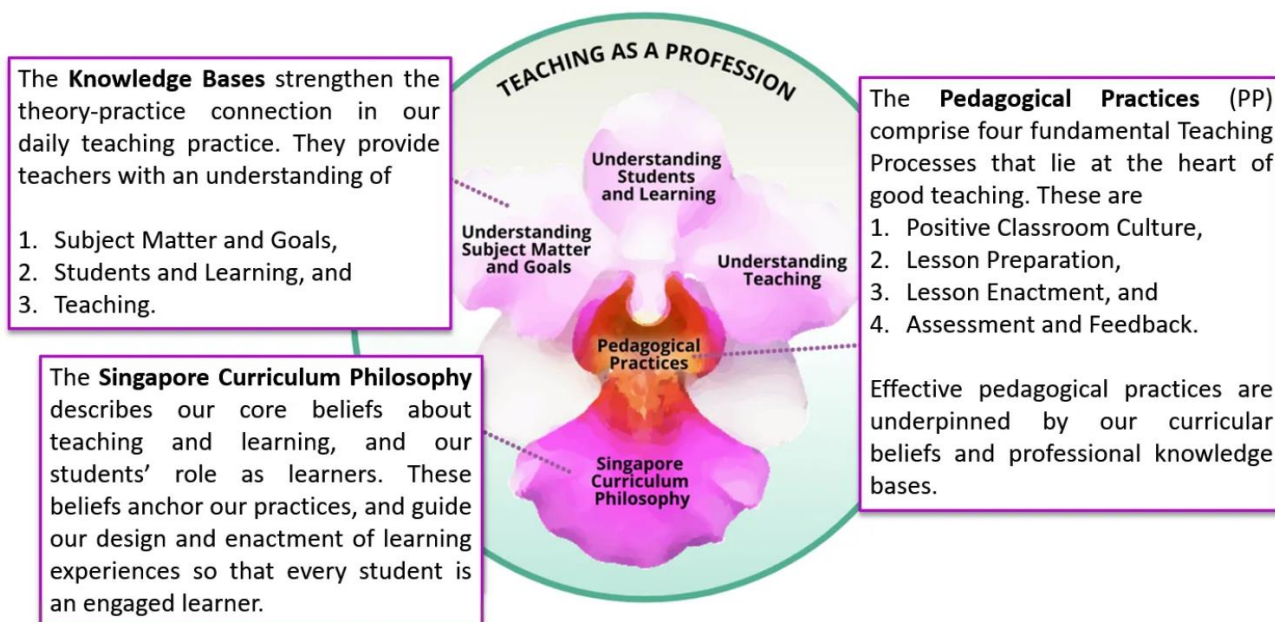 TEACHING AS A PROFESSION
The Knowledge Bases strengthen the
theory-practice connection in our
daily teaching practice. They provide
teachers with an understanding of
1. Subject Matter and Goals,
2. Students and Learning, and
3. Teaching.
The Singapore Curriculum Philosophy
describes our core beliefs about
teaching and learning, and our
students’ role as learners. These
beliefs anchor our practices, and guide
our design and enactment of learning
experiences so that every student is
an engaged learner.
Understanding
Students
and Learning
Understanding
Subject Matter
and Goals
Understanding
Teaching
Pedagogical
Practices
Singapore
Curriculum
Philosophy
The Pedagogical Practices (PP)
comprise four fundamental Teaching
Processes that lie at the heart of
good teaching. These are
1. Positive Classroom Culture,
2. Lesson Preparation,
3. Lesson Enactment, and
4. Assessment and Feedback.
Effective pedagogical practices are
underpinned by our curricular
beliefs and professional knowledge
bases.